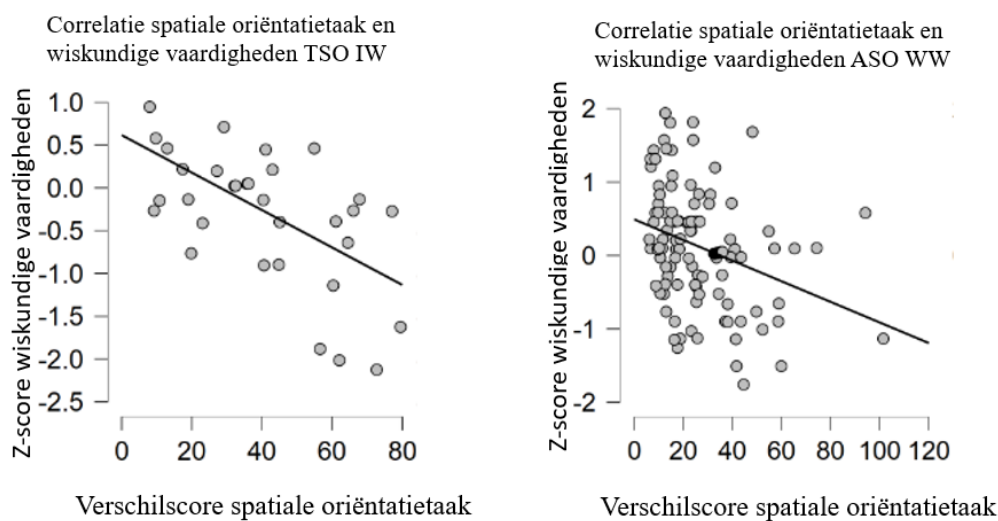 Correlatie spatiale oriëntatietaak en
wiskundige vaardigheden TSO IW
Z-score wiskundige vaardigheden
1.0
0.5
0.0
-0.5
-1.0
-1.5
-2.0
-2.5
0 20 40 60 80
Verschilscore spatiale oriëntatietaak
Correlatie spatiale oriëntatietaak en
wiskundige vaardigheden ASO WW
Z-score wiskundige vaardigheden
2
1
0
-1
-2
0 20 40 60 80 100 120
Verschilscore spatiale oriëntatietaak